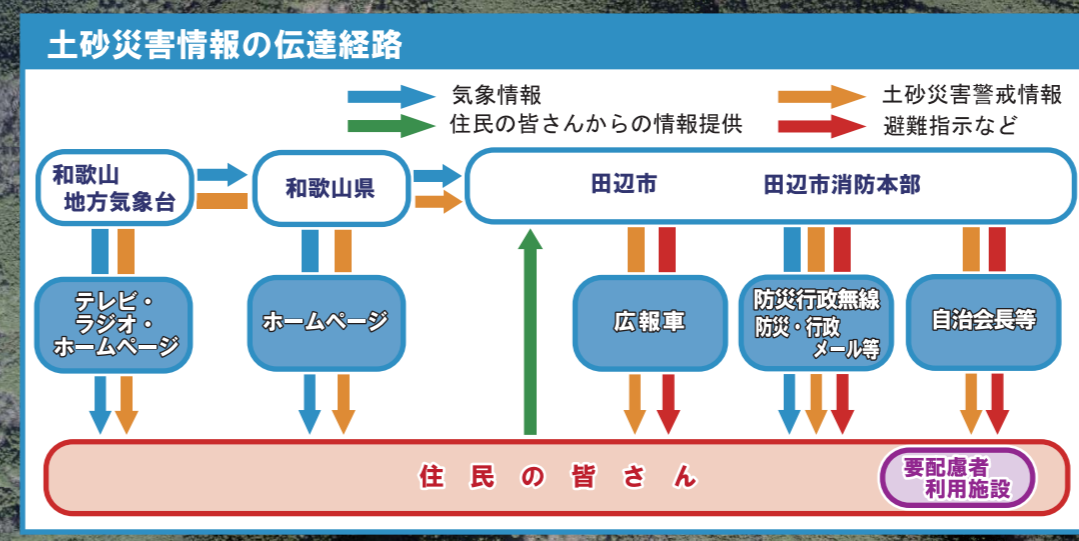 土砂災害情報の伝達経路
気象情報
土砂災害警戒情報
住民の皆さんからの情報提供
避難指示など
和歌山
地方気象台
和歌山県
田辺市
田辺市消防本部
テレビ・
ラジオ・
ホームページ
ホームページ
広報車
防災行政無線
防災・行政
メール等
自治会長等
住民の皆さん
要配慮者
利用施設